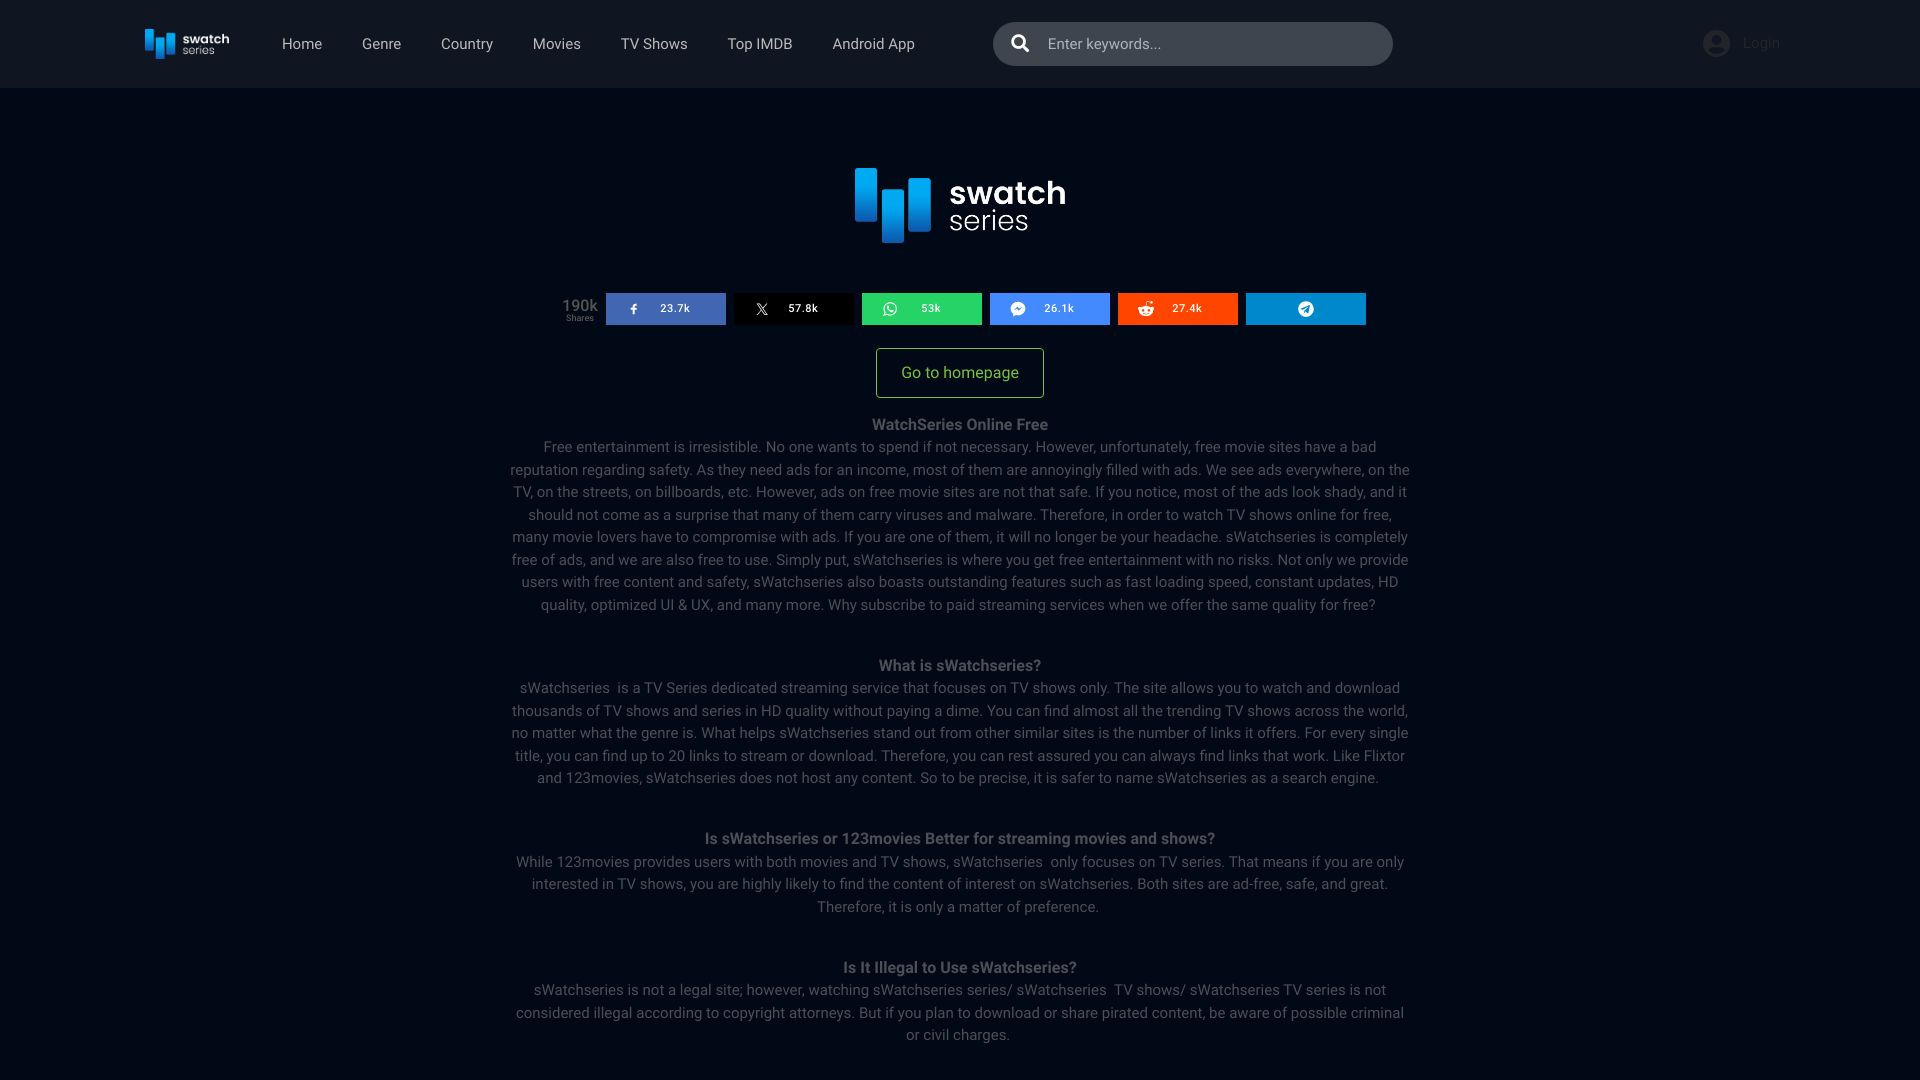 swatch
series
Home Genre Country Movies TV Shows Top IMDB Android App Enter keywords... Login
swatch
series
190k
Shares
23.7k 57.8k 53k 26.1k 27.4k
Go to homepage
WatchSeries Online Free
Free entertainment is irresistible. No one wants to spend if not necessary. However, unfortunately, free movie sites have a bad
reputation regarding safety. As they need ads for an income, most of them are annoyingly filled with ads. We see ads everywhere, on the
TV, on the streets, on billboards, etc. However, ads on free movie sites are not that safe. If you notice, most of the ads look shady, and it
should not come as a surprise that many of them carry viruses and malware. Therefore, in order to watch TV shows online for free,
many movie lovers have to compromise with ads. If you are one of them, it will no longer be your headache. sWatchseries is completely
free of ads, and we are also free to use. Simply put, sWatchseries is where you get free entertainment with no risks. Not only we provide
users with free content and safety, sWatchseries also boasts outstanding features such as fast loading speed, constant updates, HD
quality, optimized UI & UX, and many more. Why subscribe to paid streaming services when we offer the same quality for free?
What is sWatchseries?
sWatchseries is a TV Series dedicated streaming service that focuses on TV shows only. The site allows you to watch and download
thousands of TV shows and series in HD quality without paying a dime. You can find almost all the trending TV shows across the world,
no matter what the genre is. What helps sWatchseries stand out from other similar sites is the number of links it offers. For every single
title, you can find up to 20 links to stream or download. Therefore, you can rest assured you can always find links that work. Like Flixtor
and 123movies, sWatchseries does not host any content. So to be precise, it is safer to name sWatchseries as a search engine.
Is sWatchseries or 123movies Better for streaming movies and shows?
While 123movies provides users with both movies and TV shows, sWatchseries only focuses on TV series. That means if you are only
interested in TV shows, you are highly likely to find the content of interest on sWatchseries. Both sites are ad-free, safe, and great.
Therefore, it is only a matter of preference.
Is It Illegal to Use sWatchseries?
sWatchseries is not a legal site; however, watching sWatchseries series/ sWatchseries TV shows/ sWatchseries TV series is not
considered illegal according to copyright attorneys. But if you plan to download or share pirated content, be aware of possible criminal
or civil charges.